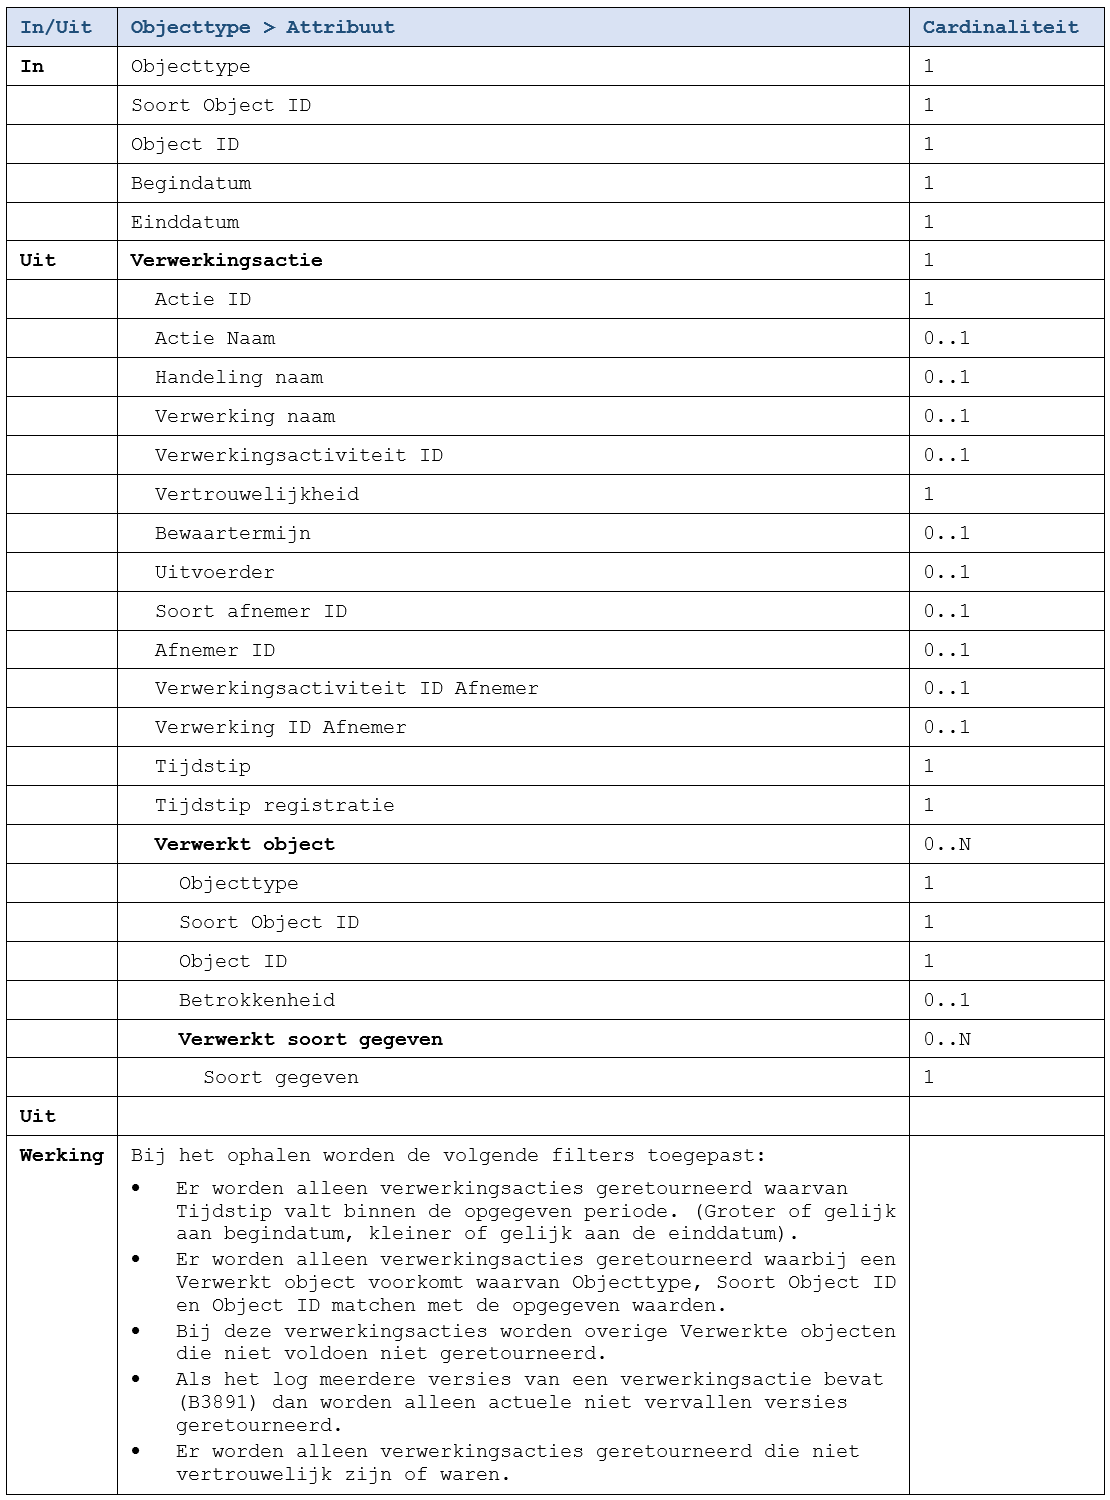 In/Uit Objecttype > Attribuut Cardinaliteit
In Objecttype 1
Soort Object ID 1
Object ID 1
Begindatum 1
Einddatum 1
Uit Verwerkingsactie 1
Actie ID 1
Actie Naam 0..1
Handeling naam 0..1
Verwerking naam 0..1
Verwerkingsactiviteit ID 0..1
Vertrouwelijkheid 1
Bewaartermijn 0..1
Uitvoerder 0..1
Soort afnemer ID 0..1
Afnemer ID 0..1
Verwerkingsactiviteit ID Afnemer 0..1
Verwerking ID Afnemer 0..1
Tijdstip 1
Tijdstip registratie 1
Verwerkt object 0..N
Objecttype 1
Soort Object ID 1
Object ID 1
Betrokkenheid 0..1
Verwerkt soort gegeven 0..N
Soort gegeven 1
Uit
Werking Bij het ophalen worden de volgende filters toegepast:
• Er worden alleen verwerkingsacties geretourneerd waarvan
Tijdstip valt binnen de opgegeven periode. (Groter of gelijk
aan begindatum, kleiner of gelijk aan de einddatum).
• Er worden alleen verwerkingsacties geretourneerd waarbij een
Verwerkt object voorkomt waarvan Objecttype, Soort Object ID
en Object ID matchen met de opgegeven waarden.
• Bij deze verwerkingsacties worden overige Verwerkte objecten
die niet voldoen niet geretourneerd.
• Als het log meerdere versies van een verwerkingsactie bevat
(B3891) dan worden alleen actuele niet vervallen versies
geretourneerd.
• Er worden alleen verwerkingsacties geretourneerd die niet
vertrouwelijk zijn of waren.